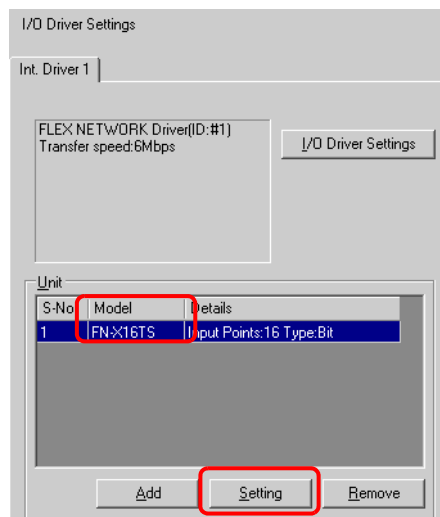 I/O Driver Settings
Int. Driver 1
FLEX NETWORK Driver(ID:#1)
Transfer speed:6Mbps
I/O Driver Settings
Unit
S-No Model Details
1 FN-X16TS Input Points:16 Type:Bit
Add Setting Remove